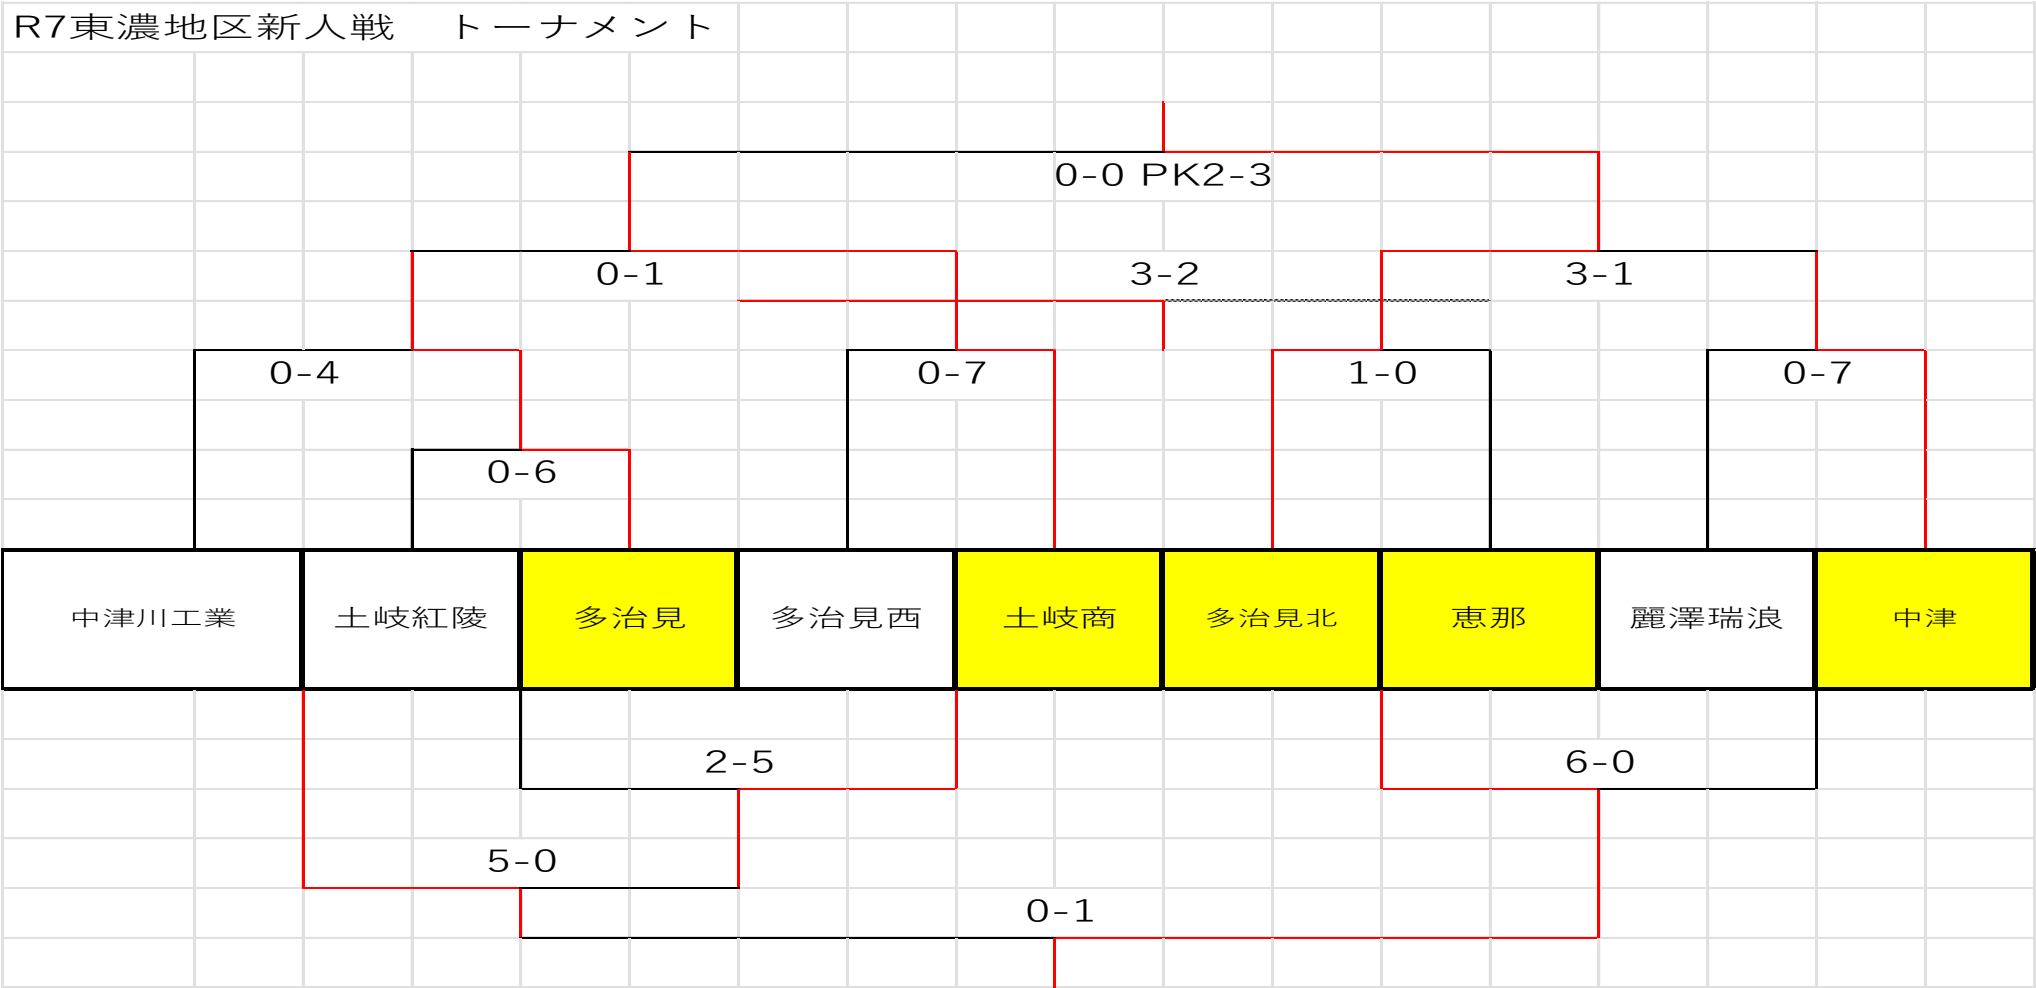 R7東濃地区新人戦　トーナメント
0-0 PK2-3
0-1 3-2 3-1
0-4 0-7 1-0 0-7
0-6
中津川工業 土岐紅陵 多治見 多治見西 土岐商 多治見北 恵那 麗澤瑞浪 中津
2-5 6-0
5-0
0-1